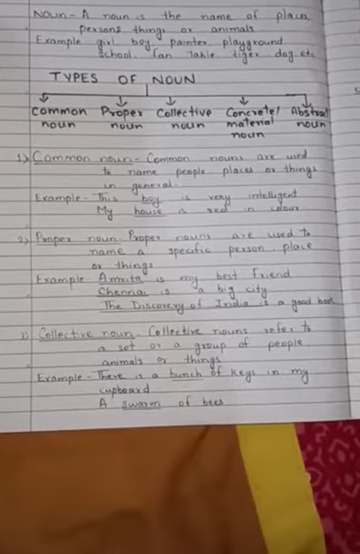 Noun - A noun is the name of places
persons, things or animals
Example girl, boy, painter, playground
school, fan Table tiger dog, etc
TYPES OF NOUN
Common noun
Proper noun
Collective noun
Concrete/ material noun
Abstract noun
1) Common noun - Common nouns are used
to name people, places or things
in general.
Example - This boy is very intelligent
My house is red in colour
2) Proper noun. Proper nouns are used to
name a specific person place
or things
Example Amrita is my best friend
Chennai is a big city
The Discovery of India is a good book
Collective noun. Collective nouns refer to
a set or a group of people
animals or things
Example - There is a bunch of keys in my
cupboard
A swarm of bees